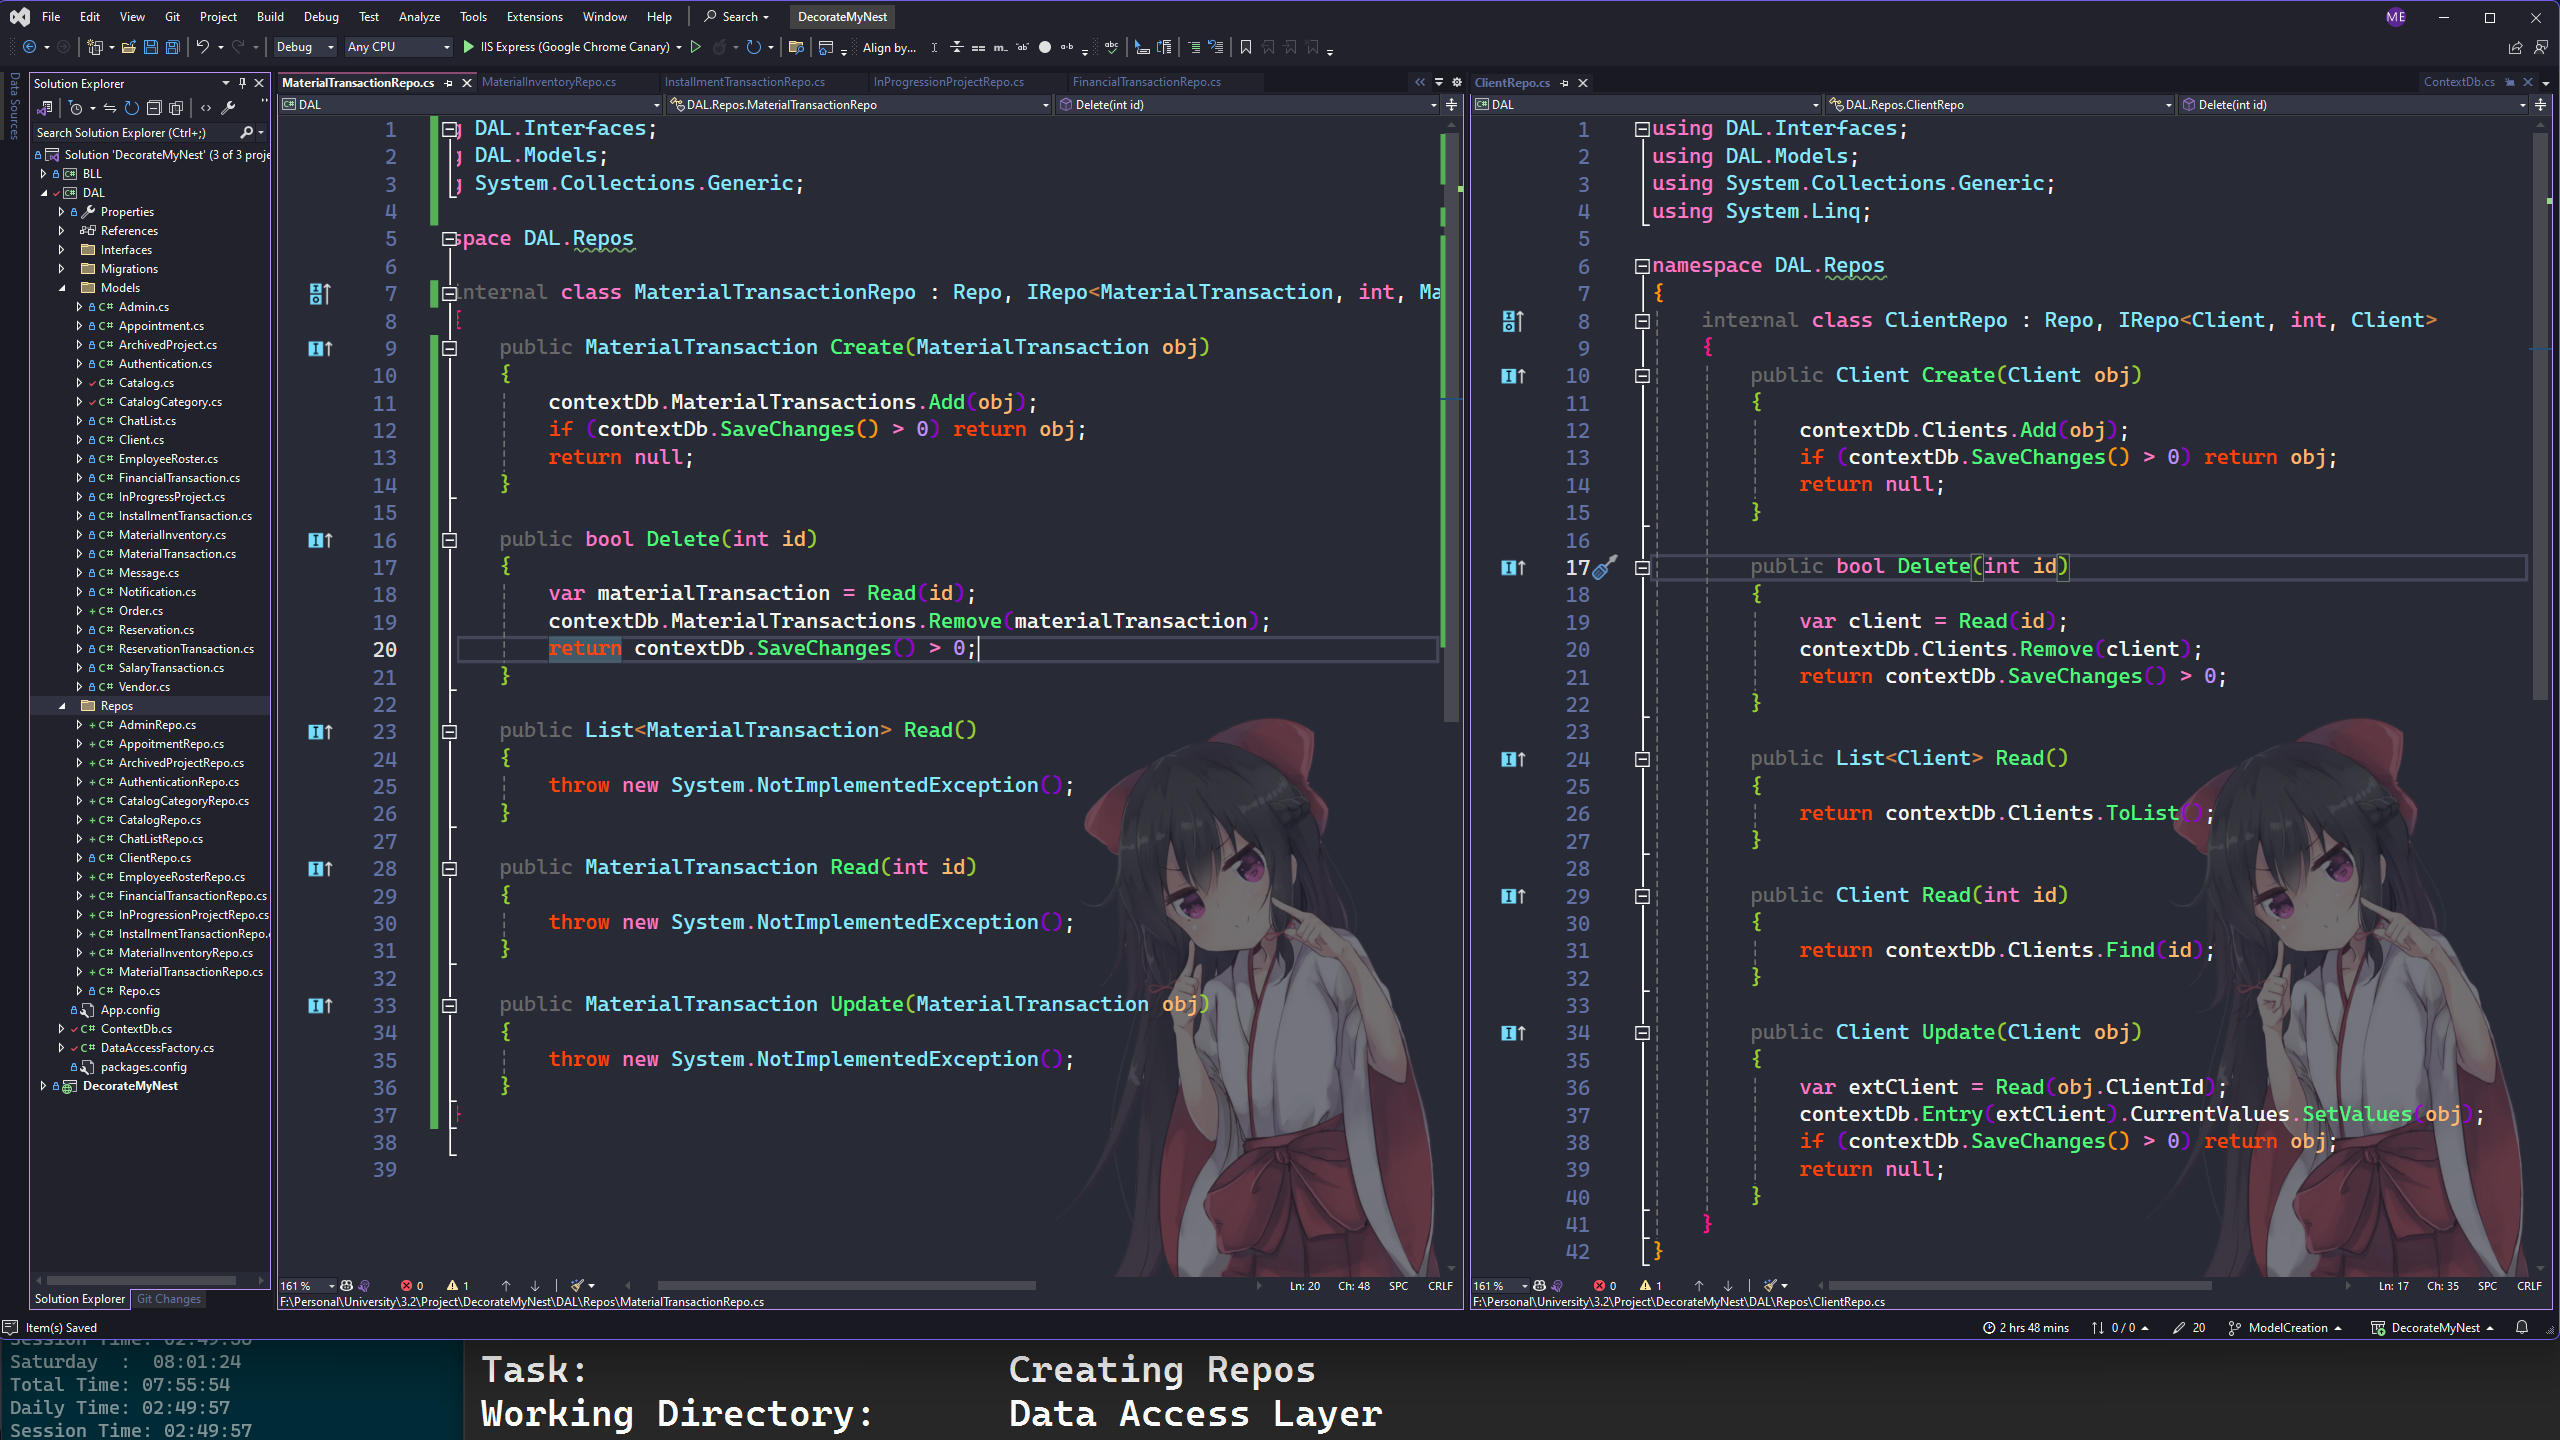 File Edit View Git Project Build Debug Test Analyze Tools Extensions Window Help Search DecorateMyNest ME
Debug Any CPU IIS Express (Google Chrome Canary) Align by...
Data Sources
Solution Explorer
Search Solution Explorer (Ctrl+;)
Solution 'DecorateMyNest' (3 of 3 proje
BLL
DAL
Properties
References
Interfaces
Migrations
Models
C# Admin.cs
C# Appointment.cs
C# ArchivedProject.cs
C# Authentication.cs
C# Catalog.cs
C# CatalogCategory.cs
C# ChatList.cs
C# Client.cs
C# EmployeeRoster.cs
C# FinancialTransaction.cs
C# InProgressProject.cs
C# InstallmentTransaction.cs
C# MaterialInventory.cs
C# MaterialTransaction.cs
C# Message.cs
C# Notification.cs
C# Order.cs
C# Reservation.cs
C# ReservationTransaction.cs
C# SalaryTransaction.cs
C# Vendor.cs
Repos
C# AdminRepo.cs
C# AppoitmentRepo.cs
C# ArchivedProjectRepo.cs
C# AuthenticationRepo.cs
C# CatalogCategoryRepo.cs
C# CatalogRepo.cs
C# ChatListRepo.cs
C# ClientRepo.cs
C# EmployeeRosterRepo.cs
C# FinancialTransactionRepo.cs
C# InProgressionProjectRepo.cs
C# InstallmentTransactionRepo.
C# MaterialInventoryRepo.cs
C# MaterialTransactionRepo.cs
C# Repo.cs
App.config
C# ContextDb.cs
C# DataAccessFactory.cs
packages.config
DecorateMyNest
Solution Explorer Git Changes
MaterialTransactionRepo.cs MaterialInventoryRepo.cs InstallmentTransactionRepo.cs InProgressionProjectRepo.cs FinancialTransactionRepo.cs
DAL DAL.Repos.MaterialTransactionRepo Delete(int id)
1 g DAL.Interfaces;
2 g DAL.Models;
3 g System.Collections.Generic;
4
5 space DAL.Repos
6
7 internal class MaterialTransactionRepo : Repo, IRepo<MaterialTransaction, int, Ma
8 {
9 public MaterialTransaction Create(MaterialTransaction obj)
10 {
11 contextDb.MaterialTransactions.Add(obj);
12 if (contextDb.SaveChanges() > 0) return obj;
13 return null;
14 }
15
16 public bool Delete(int id)
17 {
18 var materialTransaction = Read(id);
19 contextDb.MaterialTransactions.Remove(materialTransaction);
20 return contextDb.SaveChanges() > 0;
21 }
22
23 public List<MaterialTransaction> Read()
24 {
25 throw new System.NotImplementedException();
26 }
27
28 public MaterialTransaction Read(int id)
29 {
30 throw new System.NotImplementedException();
31 }
32
33 public MaterialTransaction Update(MaterialTransaction obj)
34 {
35 throw new System.NotImplementedException();
36 }
37 }
38
39
161 % 0 1 Ln: 20 Ch: 48 SPC CRLF
F:\Personal\University\3.2\Project\DecorateMyNest\DAL\Repos\MaterialTransactionRepo.cs
ClientRepo.cs ContextDb.cs
DAL DAL.Repos.ClientRepo Delete(int id)
1 using DAL.Interfaces;
2 using DAL.Models;
3 using System.Collections.Generic;
4 using System.Linq;
5
6 namespace DAL.Repos
7 {
8 internal class ClientRepo : Repo, IRepo<Client, int, Client>
9 {
10 public Client Create(Client obj)
11 {
12 contextDb.Clients.Add(obj);
13 if (contextDb.SaveChanges() > 0) return obj;
14 return null;
15 }
16
17 public bool Delete(int id)
18 {
19 var client = Read(id);
20 contextDb.Clients.Remove(client);
21 return contextDb.SaveChanges() > 0;
22 }
23
24 public List<Client> Read()
25 {
26 return contextDb.Clients.ToList();
27 }
28
29 public Client Read(int id)
30 {
31 return contextDb.Clients.Find(id);
32 }
33
34 public Client Update(Client obj)
35 {
36 var extClient = Read(obj.ClientId);
37 contextDb.Entry(extClient).CurrentValues.SetValues(obj);
38 if (contextDb.SaveChanges() > 0) return obj;
39 return null;
40 }
41 }
42 }
161 % 0 1 Ln: 17 Ch: 35 SPC CRLF
F:\Personal\University\3.2\Project\DecorateMyNest\DAL\Repos\ClientRepo.cs
Item(s) Saved 2 hrs 48 mins 0 / 0 20 ModelCreation DecorateMyNest
Saturday : 08:01:24
Total Time: 07:55:54
Daily Time: 02:49:57
Session Time: 02:49:57
Task: Creating Repos
Working Directory: Data Access Layer